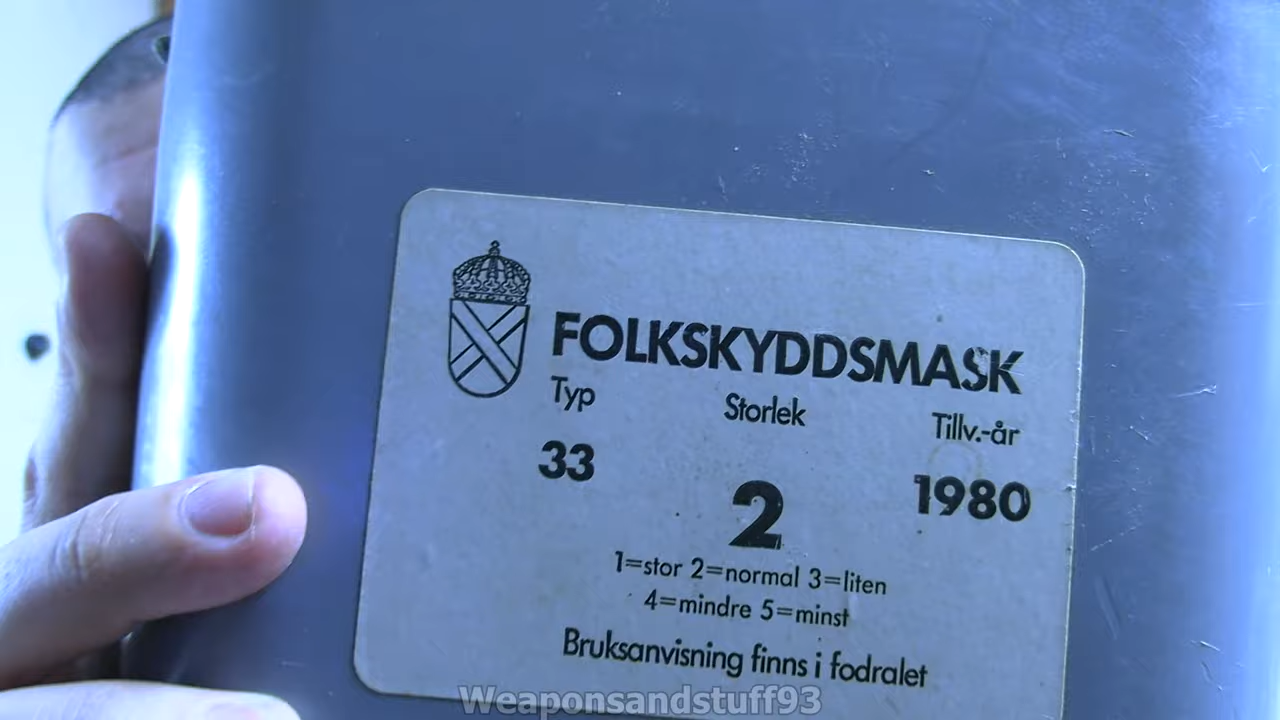 FOLKSKYDDSMASK
Typ Storlek Tillv.-år
33 2 1980
1=stor 2=normal 3=liten
4=mindre 5=minst
Bruksanvisning finns i fodralet
Weaponsandstuff93